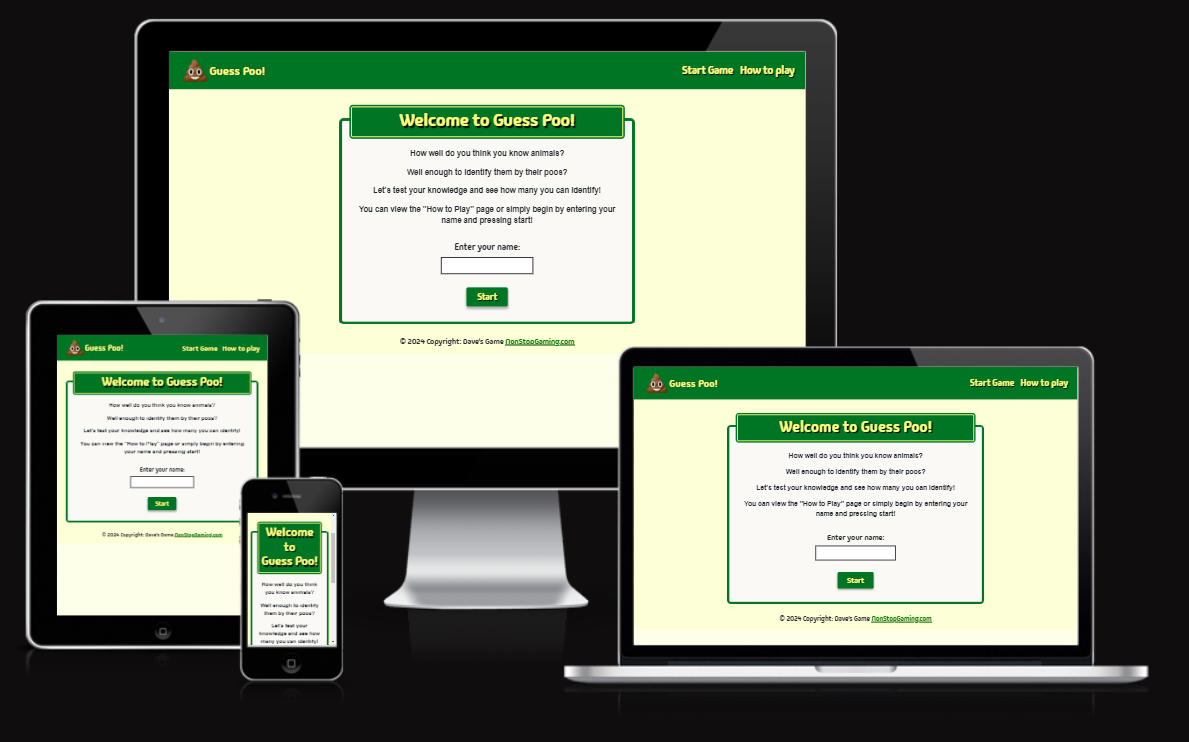 Guess Poo!
Start Game How to play
Welcome to Guess Poo!
How well do you think you know animals?
Well enough to identify them by their poos?
Let's test your knowledge and see how many you can identify!
You can view the "How to Play" page or simply begin by entering your
name and pressing start!
Enter your name:
Start
© 2024 Copyright: Dave's Game NonStopGaming.com
Guess Poo!
Start Game How to play
Welcome to Guess Poo!
How well do you think you know animals?
Well enough to identify them by their poos?
Let's test your knowledge and see how many you can identify!
You can view the "How to Play" page or simply begin by entering
your name and pressing start!
Enter your name:
Start
© 2024 Copyright: Dave's Game NonStopGaming.com
Welcome
to
Guess Poo!
How well do you think
you know animals?
Well enough to identify
them by their poos?
Let's test your
knowledge and see how
many you can identify!
Guess Poo!
Start Game How to play
Welcome to Guess Poo!
How well do you think you know animals?
Well enough to identify them by their poos?
Let's test your knowledge and see how many you can identify!
You can view the "How to Play" page or simply begin by entering your
name and pressing start!
Enter your name:
Start
© 2024 Copyright: Dave's Game NonStopGaming.com